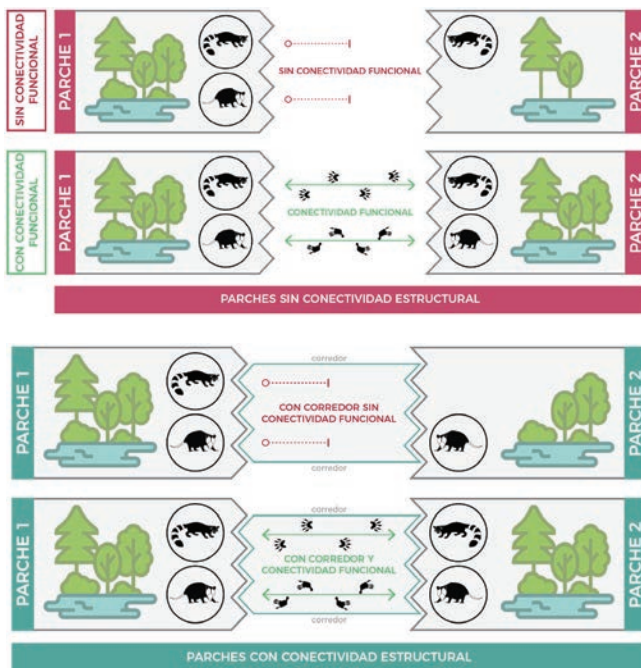 SIN CONECTIVIDAD
FUNCIONAL
PARCHE 1
SIN CONECTIVIDAD FUNCIONAL
PARCHE 2
CON CONECTIVIDAD
FUNCIONAL
PARCHE 1
CONECTIVIDAD FUNCIONAL
PARCHE 2
PARCHES SIN CONECTIVIDAD ESTRUCTURAL
PARCHE 1
corredor
CON CORREDOR SIN
CONECTIVIDAD FUNCIONAL
corredor
PARCHE 2
PARCHE 1
corredor
CON CORREDOR Y
CONECTIVIDAD FUNCIONAL
corredor
PARCHE 2
PARCHES CON CONECTIVIDAD ESTRUCTURAL